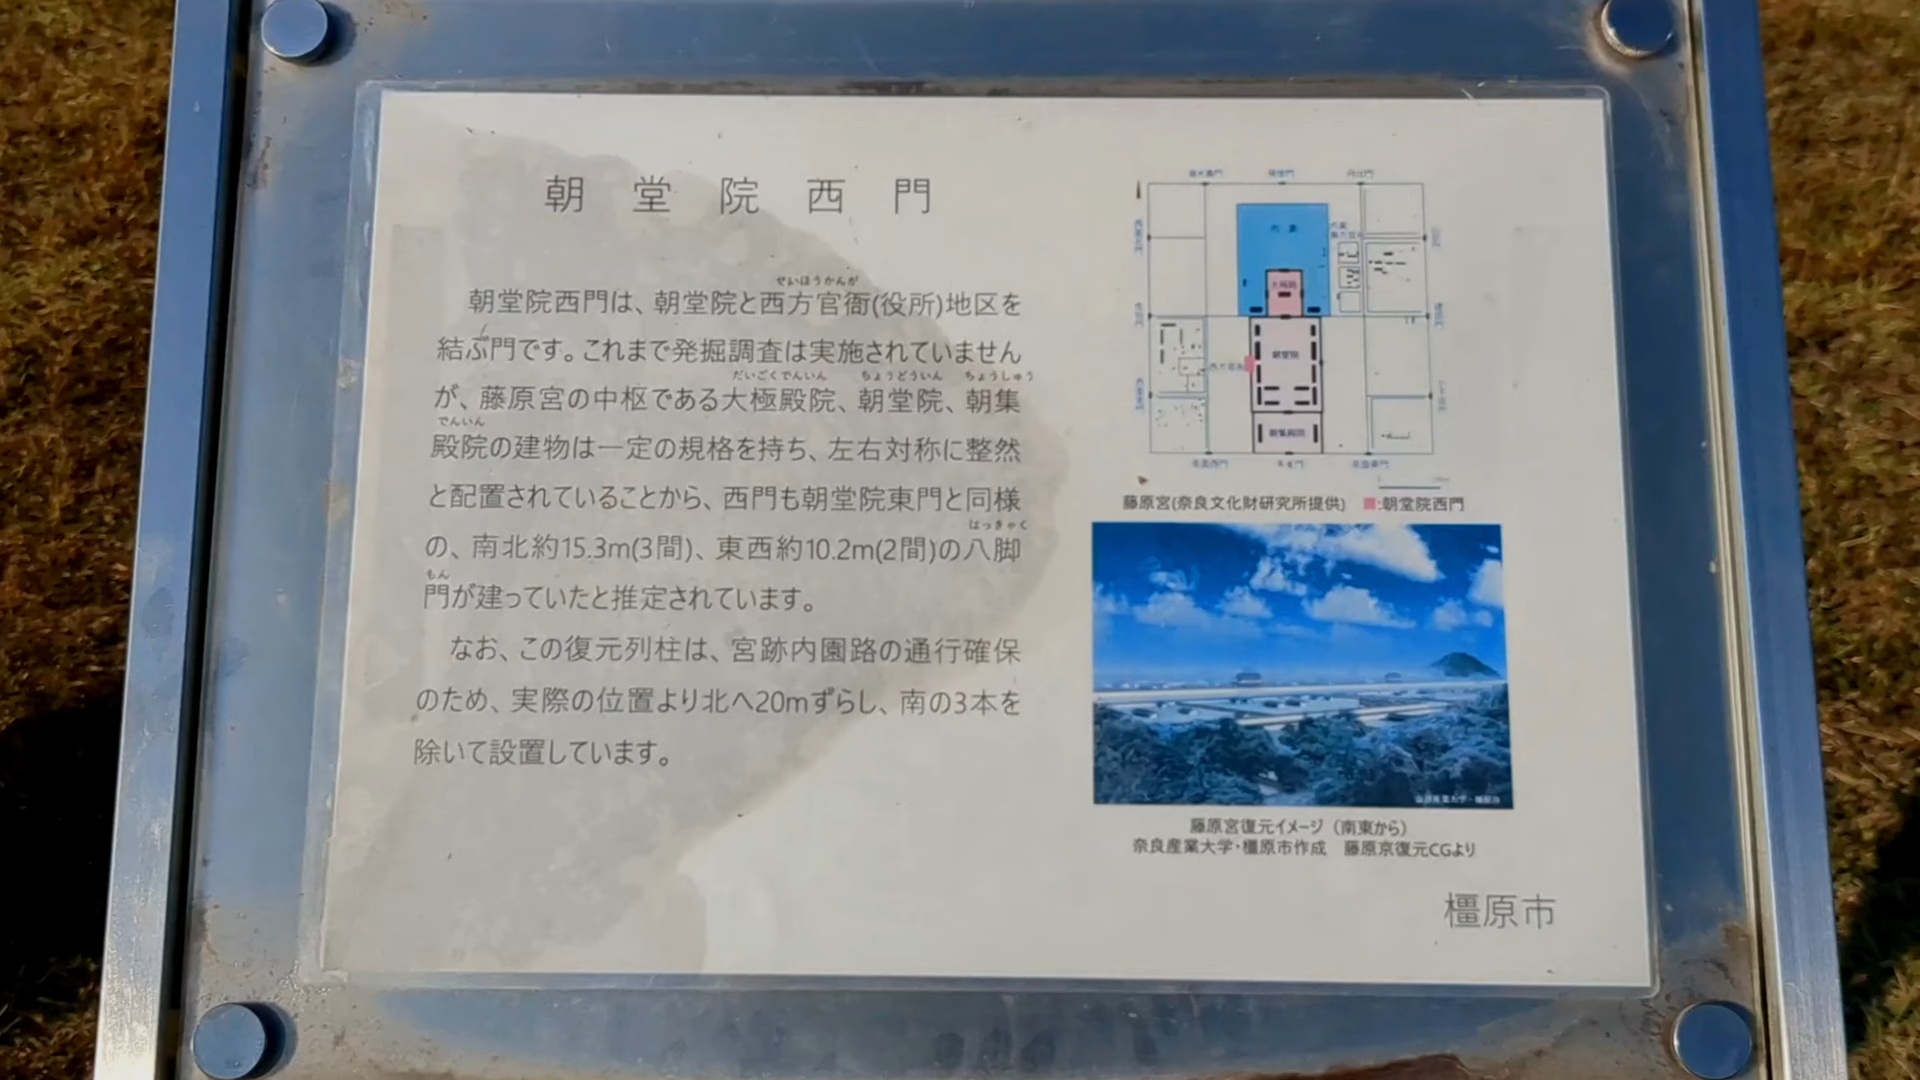 朝堂院西門
せいほうかんが
朝堂院西門は、朝堂院と西方官衙(役所)地区を
結ぶ門です。これまで発掘調査は実施されていません
だいごくでんいん ちょうどういん ちょうしゅう
が、藤原宮の中枢である大極殿院、朝堂院、朝集
でんいん
殿院の建物は一定の規格を持ち、左右対称に整然
と配置されていることから、西門も朝堂院東門と同様
はっきゃく
の、南北約15.3m(3間)、東西約10.2m(2間)の八脚
もん
門が建っていたと推定されています。
なお、この復元列柱は、宮跡内園路の通行確保
のため、実際の位置より北へ20mずらし、南の3本を
除いて設置しています。
内裏
大極殿
朝堂院
朝集殿院
藤原宮(奈良文化財研究所提供) ■:朝堂院西門
藤原宮復元イメージ（南東から）
奈良産業大学・橿原市作成 藤原京復元CGより
橿原市